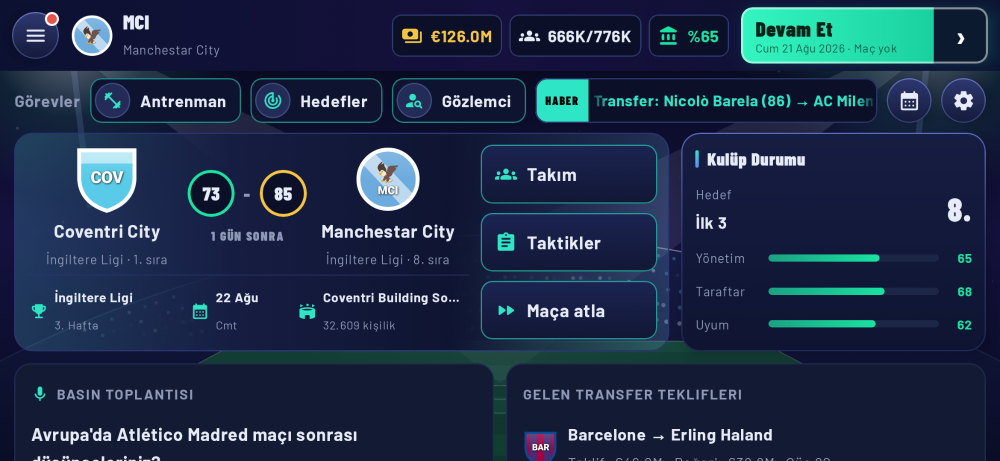 MCI
Manchestar City
€126.0M
666K/776K
%65
Devam Et
Cum 21 Ağu 2026 · Maç yok
Görevler
Antrenman
Hedefler
Gözlemci
HABER
Transfer: Nicolò Barela (86) → AC Milen
COV
73 - 85
MCI
Coventri City
1 GÜN SONRA
Manchestar City
İngiltere Ligi · 1. sıra
İngiltere Ligi · 8. sıra
İngiltere Ligi
3. Hafta
22 Ağu
Cmt
Coventri Building So...
32.609 kişilik
Takım
Taktikler
Maça atla
Kulüp Durumu
Hedef
İlk 3
8.
Yönetim 65
Taraftar 68
Uyum 62
BASIN TOPLANTISI
Avrupa'da Atlético Madred maçı sonrası
düşünceleriniz?
GELEN TRANSFER TEKLİFLERİ
BAR
Barcelone → Erling Haland